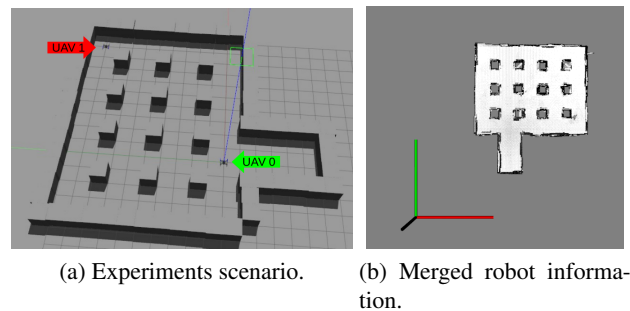 UAV 1
UAV 0
(a) Experiments scenario.
(b) Merged robot informa-
tion.